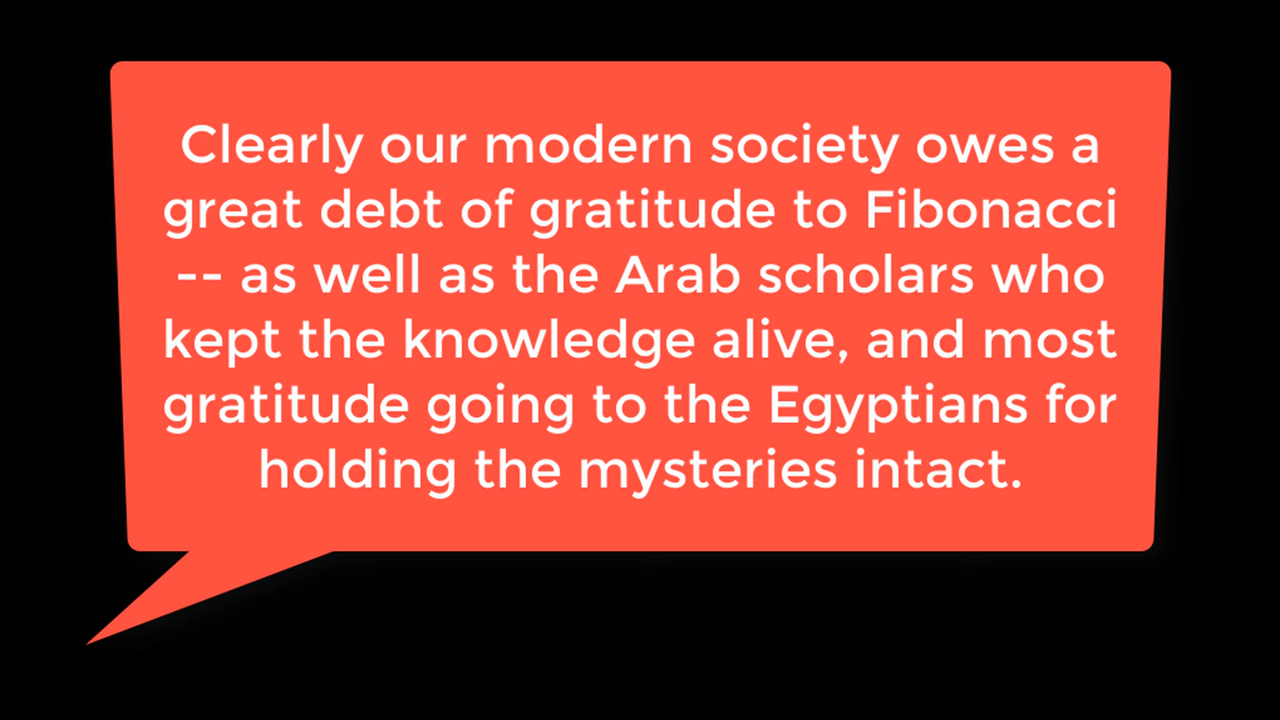 Clearly our modern society owes a
great debt of gratitude to Fibonacci
-- as well as the Arab scholars who
kept the knowledge alive, and most
gratitude going to the Egyptians for
holding the mysteries intact.